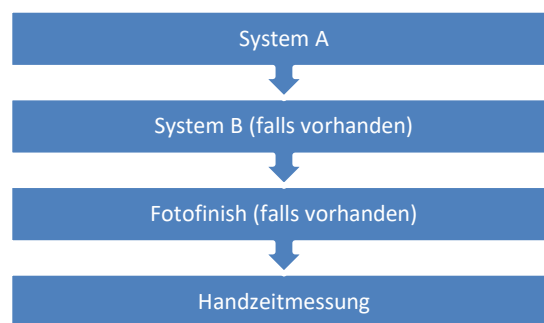 System A
System B (falls vorhanden)
Fotofinish (falls vorhanden)
Handzeitmessung